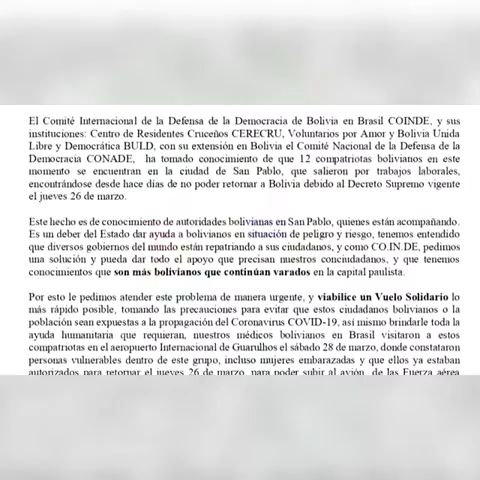 El Comité Internacional de la Defensa de la Democracia de Bolivia en Brasil COINDE, y sus
instituciones: Centro de Residentes Cruceños CERECRU, Voluntarios por Amor y Bolivia Unida
Libre y Democrática BULD, con su extensión en Bolivia el Comité Nacional de la Defensa de la
Democracia CONADE, ha tomado conocimiento de que 12 compatriotas bolivianos en este
momento se encuentran en la ciudad de San Pablo, que salieron por trabajos laborales,
encontrándose desde hace días de no poder retornar a Bolivia debido al Decreto Supremo vigente
el jueves 26 de marzo.
Este hecho es de conocimiento de autoridades bolivianas en San Pablo, quienes están acompañando.
Es un deber del Estado dar ayuda a bolivianos en situación de peligro y riesgo, tenemos entendido
que diversos gobiernos del mundo están repatriando a sus ciudadanos, y como CO.IN.DE, pedimos
una solución y pueda dar todo el apoyo que precisan nuestros conciudadanos, y que tenemos
conocimientos que son más bolivianos que continúan varados en la capital paulista.
Por esto le pedimos atender este problema de manera urgente, y viabilice un Vuelo Solidario lo
más rápido posible, tomando las precauciones para evitar que estos ciudadanos bolivianos o la
población sean expuestas a la propagación del Coronavirus COVID-19, así mismo brindarle toda la
ayuda humanitaria que requieran, nuestros médicos bolivianos en Brasil visitaron a estos
compatriotas en el aeropuerto Internacional de Guarulhos el sábado 28 de marzo, donde constataron
personas vulnerables dentro de este grupo, incluso mujeres embarazadas y que ellos ya estaban
autorizados para retornar el jueves 26 de marzo, para poder subir al avión, de las Fuerza aérea